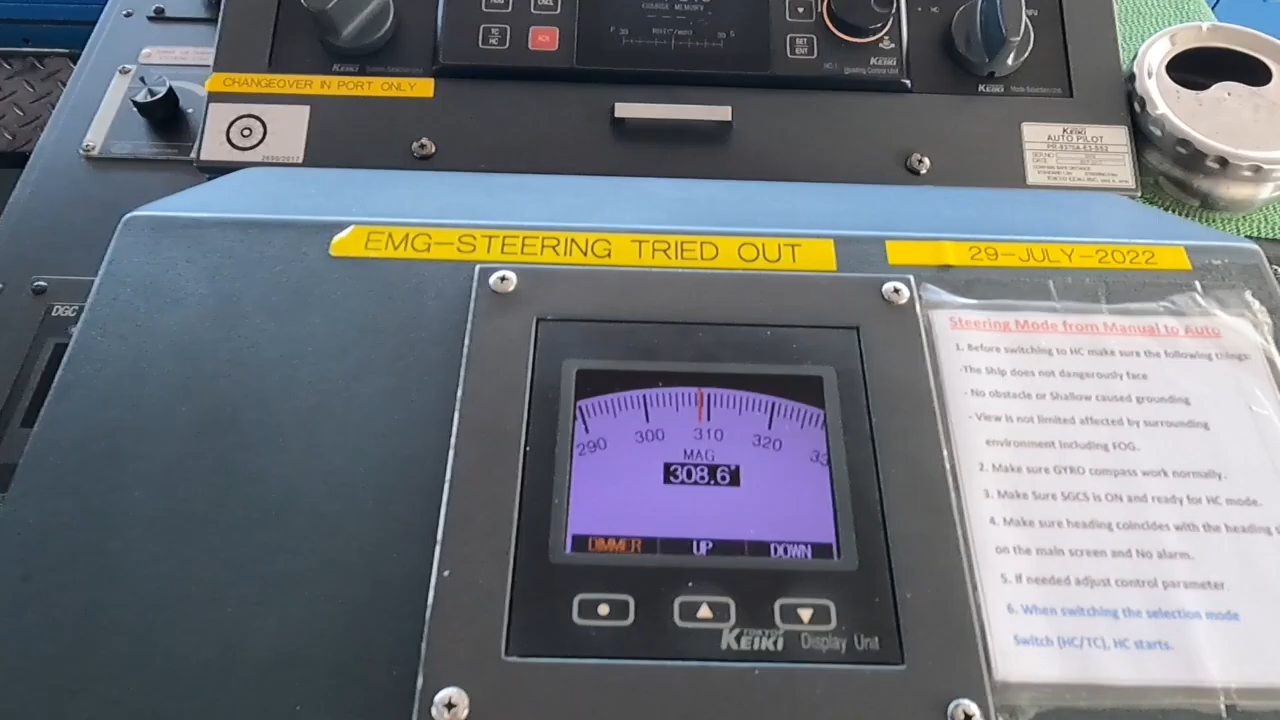 TC
HC
ACK
SET
ENT
KEIKI
KEIKI
KEIKI
CHANGEOVER IN PORT ONLY
KEIKI
AUTO PILOT
EMG-STEERING TRIED OUT
29-JULY-2022
DGC
290 300 310 320 33
MAG
308.6°
DIMMER UP DOWN
TOKYO
KEIKI Display Unit
Steering Mode from Manual to Auto
1. Before switching to HC make sure the following things:
-The Ship does not dangerously face
- No obstacle or Shallow caused grounding
- View is not limited affected by surrounding
environment including FOG.
2. Make sure GYRO compass work normally.
3. Make Sure SGCS is ON and ready for HC mode.
4. Make sure heading coincides with the heading
on the main screen and No alarm.
5. If needed adjust control parameter
6. When switching the selection mode
Switch (HC/TC), HC starts.